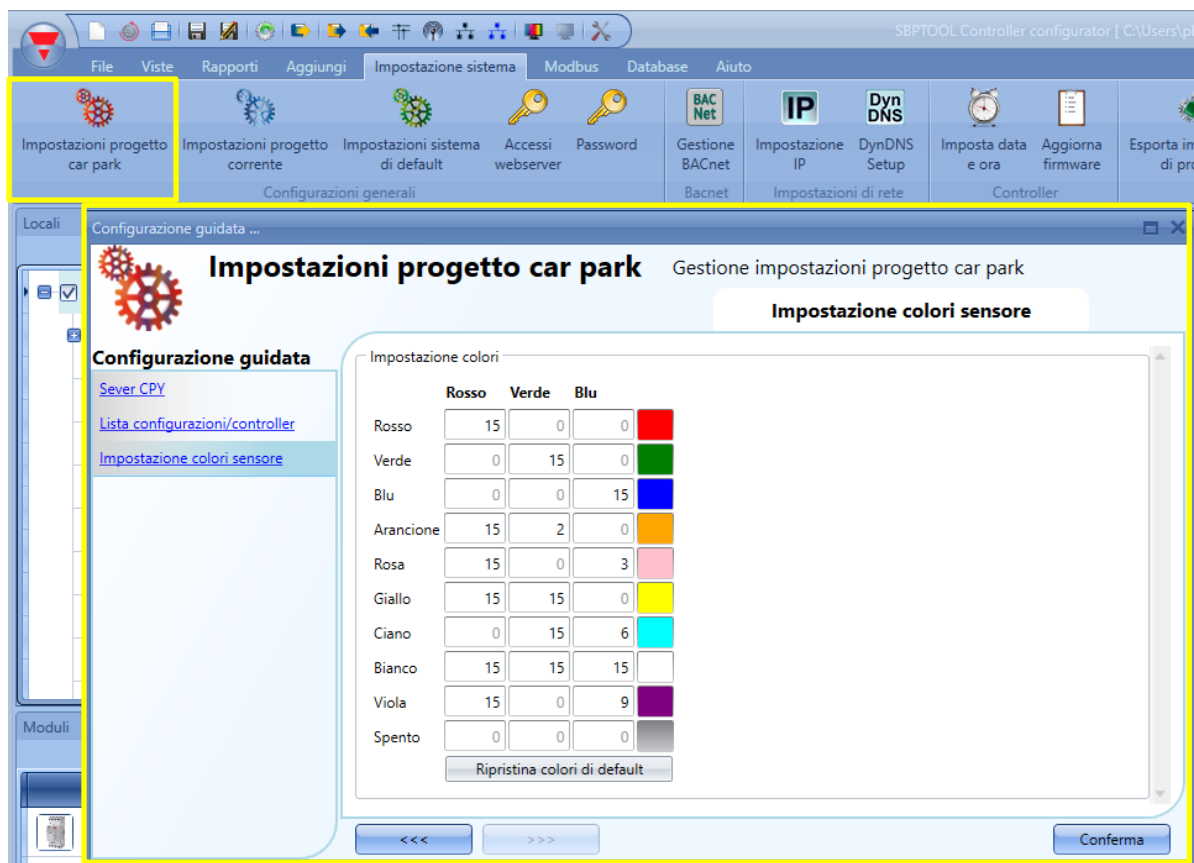 SBPTOOL Controller configurator [ C:\Users\pl
File Viste Rapporti Aggiungi Impostazione sistema Modbus Database Aiuto
BAC Net IP Dyn DNS
Impostazioni progetto car park Impostazioni progetto corrente Impostazioni sistema di default Accessi webserver Password Gestione BACnet Impostazione IP DynDNS Setup Imposta data e ora Aggiorna firmware Esporta im di pro
Configurazioni generali Bacnet Impostazioni di rete Controller
Locali
Configurazione guidata ...
Impostazioni progetto car park Gestione impostazioni progetto car park
Impostazione colori sensore
Configurazione guidata
Sever CPY
Lista configurazioni/controller
Impostazione colori sensore
Impostazione colori
Rosso Verde Blu
Rosso 15 0 0
Verde 0 15 0
Blu 0 0 15
Arancione 15 2 0
Rosa 15 0 3
Giallo 15 15 0
Ciano 0 15 6
Bianco 15 15 15
Viola 15 0 9
Spento 0 0 0
Ripristina colori di default
Moduli
<<< >>> Conferma